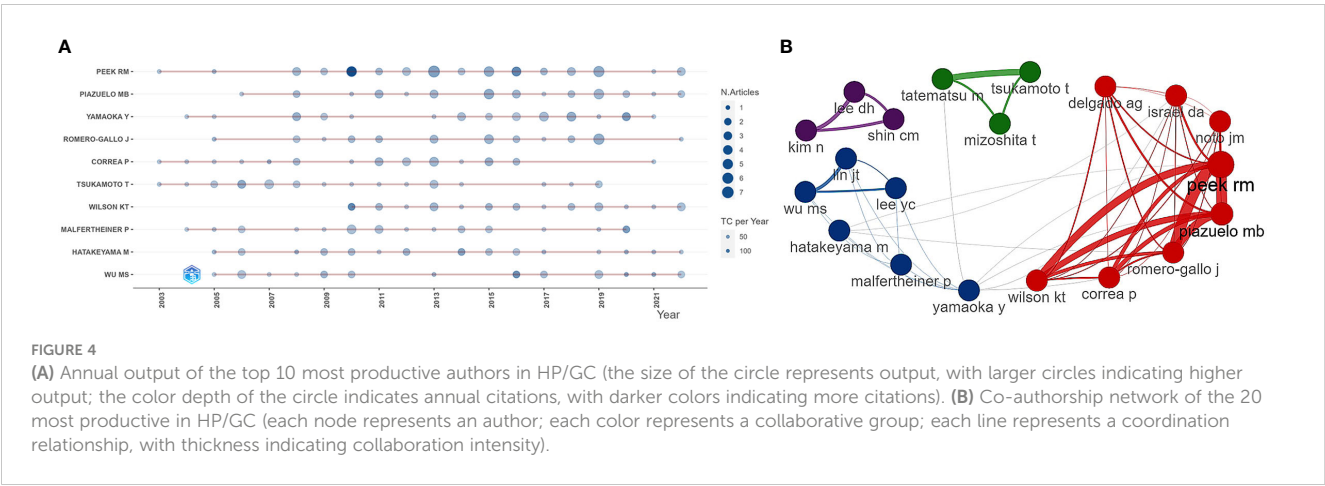 A
PEEK RM
PIAZUELO MB
YAMAOKA Y
ROMERO-GALLO J
CORREA P
TSUKAMOTO T
WILSON KT
MALFERTHEINER P
HATAKEYAMA M
WU MS
2003
2005
2007
2009
2011
2013
2015
2017
2019
2021
Year
N.Articles
1
2
3
4
5
6
7
TC per Year
50
100
B
lee dh
shin cm
kim n
tatematsu m
tsukamoto t
mizoshita t
delgado ag
israel da
noto jm
peek rm
piazuelo mb
romero-gallo j
correa p
wilson kt
lin jt
wu ms
lee yc
hatakeyama m
malfertheiner p
yamaoka y
FIGURE 4
(A) Annual output of the top 10 most productive authors in HP/GC (the size of the circle represents output, with larger circles indicating higher
output; the color depth of the circle indicates annual citations, with darker colors indicating more citations). (B) Co-authorship network of the 20
most productive in HP/GC (each node represents an author; each color represents a collaborative group; each line represents a coordination
relationship, with thickness indicating collaboration intensity).